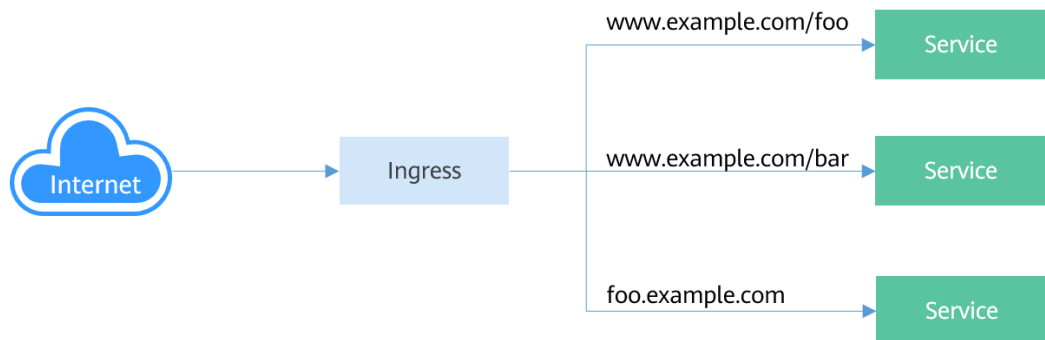 www.example.com/foo
Service
Internet
Ingress
www.example.com/bar
Service
foo.example.com
Service